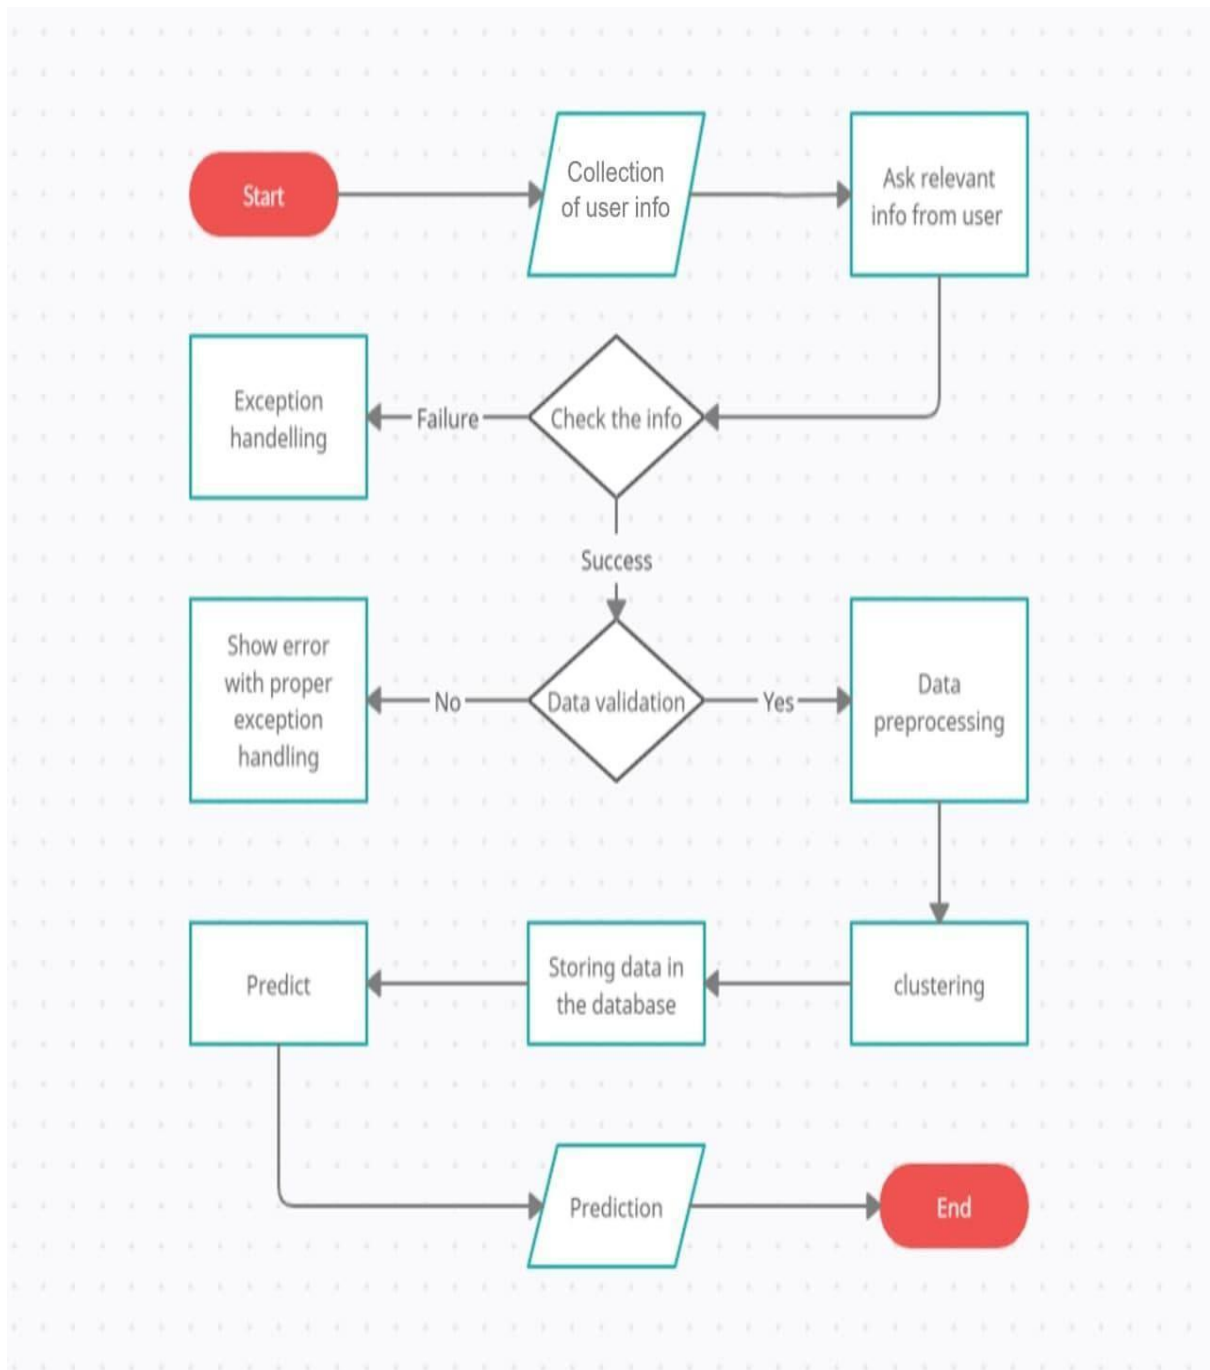 Start
Collection
of user info
Ask relevant
info from user
Exception
handelling
Failure
Check the info
Success
Show error
with proper
exception
handling
No
Data validation
Yes
Data
preprocessing
Predict
Storing data in
the database
clustering
Prediction
End